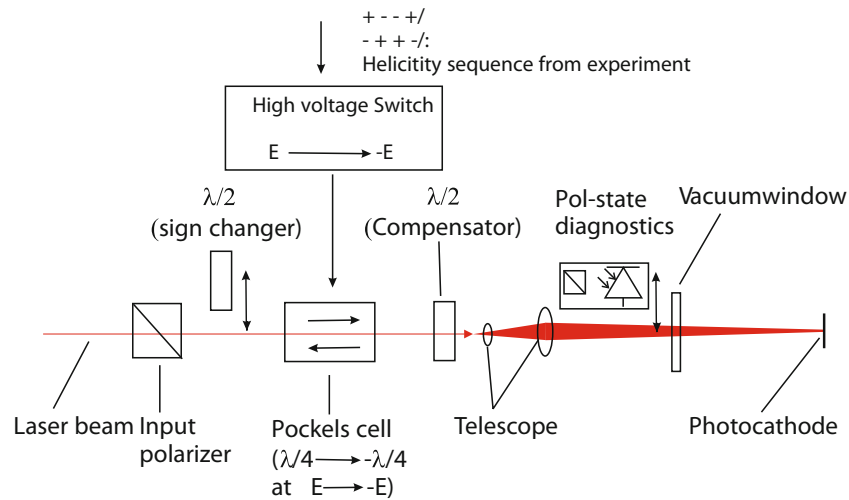 + - - +/
- + + -/:
Helicitity sequence from experiment
High voltage Switch
E -E
λ/2
(sign changer)
λ/2
(Compensator)
Pol-state
diagnostics
Vacuumwindow
Laser beam
Input
polarizer
Pockels cell
(λ/4 → -λ/4
at E → -E)
Telescope
Photocathode